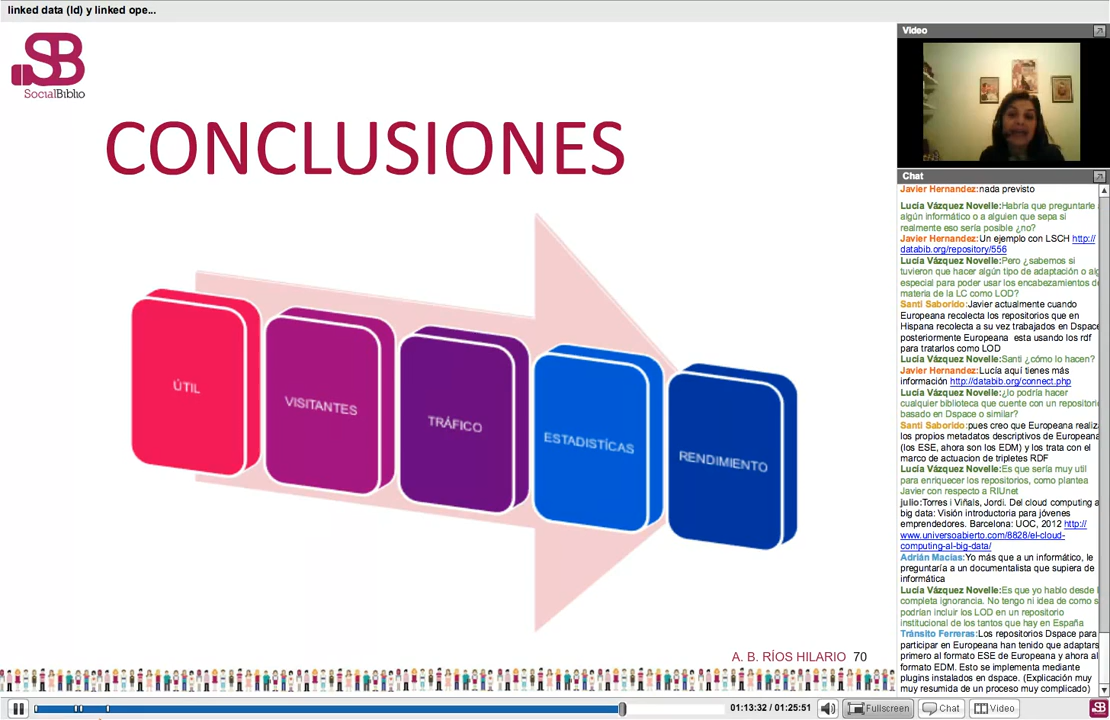 linked data (ld) y linked ope...
SB
SocialBiblio
CONCLUSIONES
ÚTIL
VISITANTES
TRÁFICO
ESTADISTÍCAS
RENDIMIENTO
A. B. RÍOS HILARIO 70
01:13:32 / 01:25:51
Fullscreen
Chat
Video
SB
Video
Chat
Javier Hernandez:nada previsto
Lucía Vázquez Novelle:Habría que preguntarle
algún informático o a alguien que sepa si
realmente eso sería posible ¿no?
Javier Hernandez:Un ejemplo con LSCH http://
databib.org/repository/556
Lucía Vázquez Novelle:Pero ¿sabemos si
tuvieron que hacer algún tipo de adaptación o alg
especial para poder usar los encabezamientos de
materia de la LC como LOD?
Santi Saborido:Javier actualmente cuando
Europeana recolecta los repositorios que en
Hispana recolecta a su vez trabajados en Dspace
posteriormente Europeana esta usando los rdf
para tratarlos como LOD
Lucía Vázquez Novelle:Santi ¿cómo lo hacen?
Javier Hernandez:Lucía aquí tienes más
información http://databib.org/connect.php
Lucía Vázquez Novelle:¿lo podría hacer
cualquier biblioteca que cuente con un repositorio
basado en Dspace o similar?
Santi Saborido:pues creo que Europeana realiza
los propios metadatos descriptivos de Europeana
(los ESE, ahora son los EDM) y los trata con el
marco de actuacion de tripletes RDF
Lucía Vázquez Novelle:Es que sería muy util
para enriquecer los repositorios, como plantea
Javier con respecto a RIUnet
julio:Torres i Viñals, Jordi. Del cloud computing a
big data: Visión introductoria para jóvenes
emprendedores. Barcelona: UOC, 2012 http://
www.universoabierto.com/8828/el-cloud-
computing-al-big-data/
Adrián Macias:Yo más que a un informático, le
preguntaría a un documentalista que supiera de
informática
Lucía Vázquez Novelle:Es que yo hablo desde l
completa ignorancia. No tengo ni idea de como s
podrían incluir los LOD en un repositorio
institucional de los tantos que hay en España
Tránsito Ferreras:Los repositorios Dspace para
participar en Europeana han tenido que adaptars
primero al formato ESE de Europeana y ahora al
formato EDM. Esto se implementa mediante
plugins instalados en dspace. (Explicación muy
muy resumida de un proceso muy complicado)